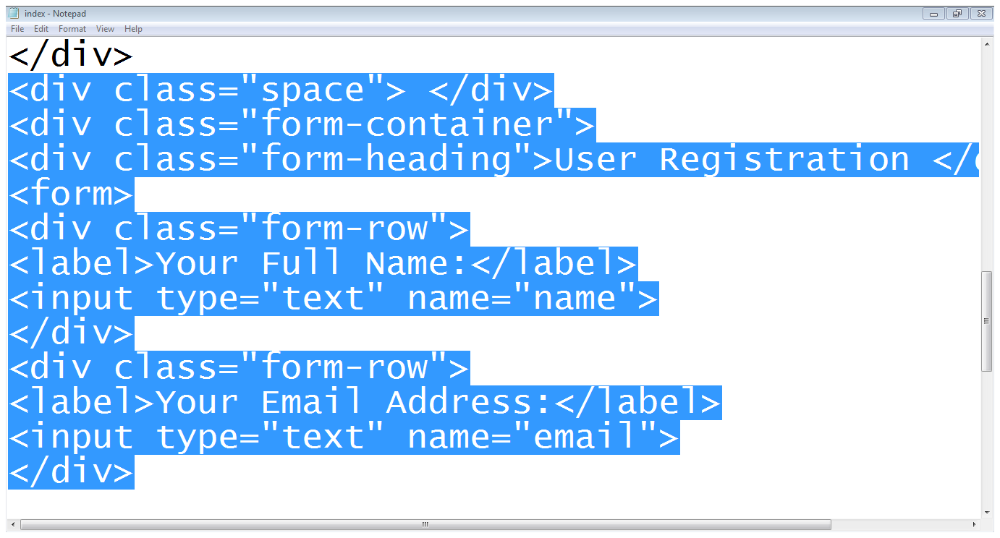 index - Notepad
File Edit Format View Help
</div>
<div class="space"> </div>
<div class="form-container">
<div class="form-heading">User Registration </
<form>
<div class="form-row">
<label>Your Full Name:</label>
<input type="text" name="name">
</div>
<div class="form-row">
<label>Your Email Address:</label>
<input type="text" name="email">
</div>